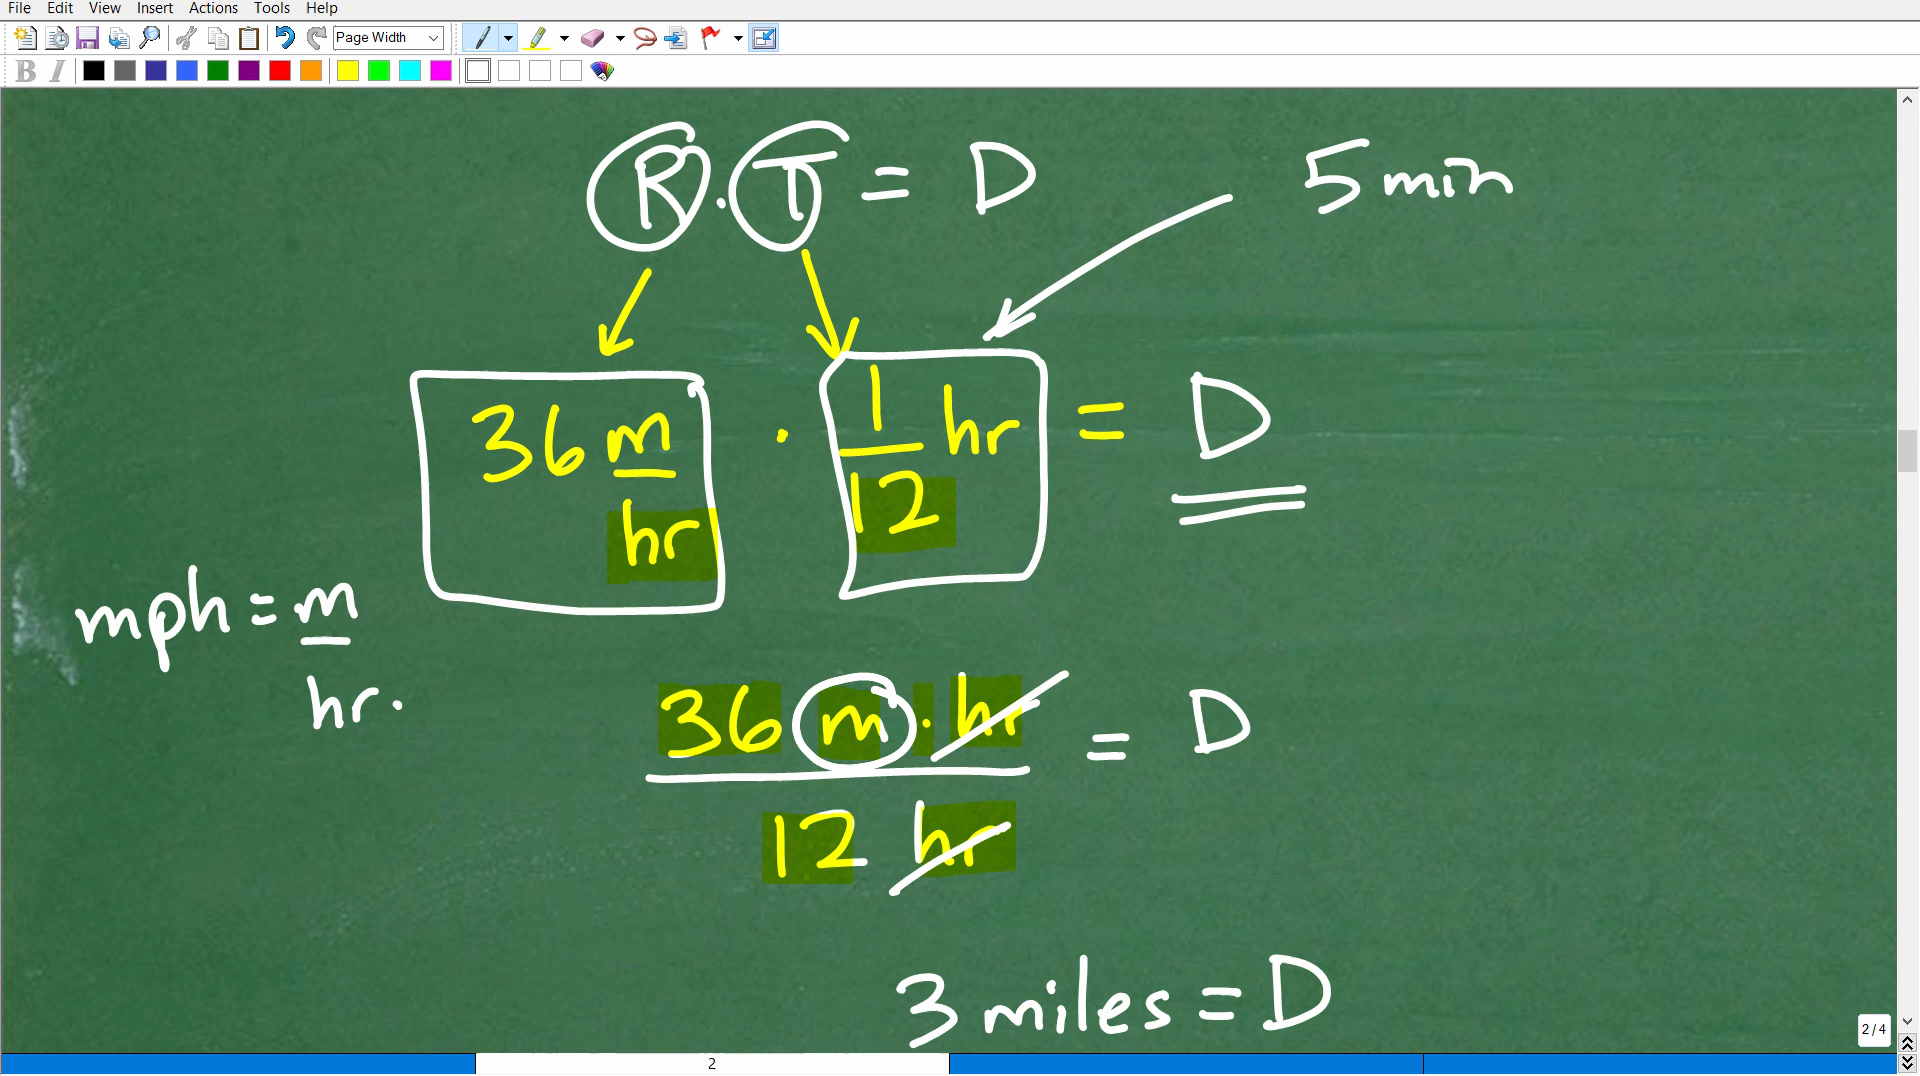 File Edit View Insert Actions Tools Help
Page Width
B I
R · T = D
5 min
36 m/hr · 1/12 hr = D
mph = m/hr.
36 m · hr / 12 hr = D
3 miles = D
2 / 4
2